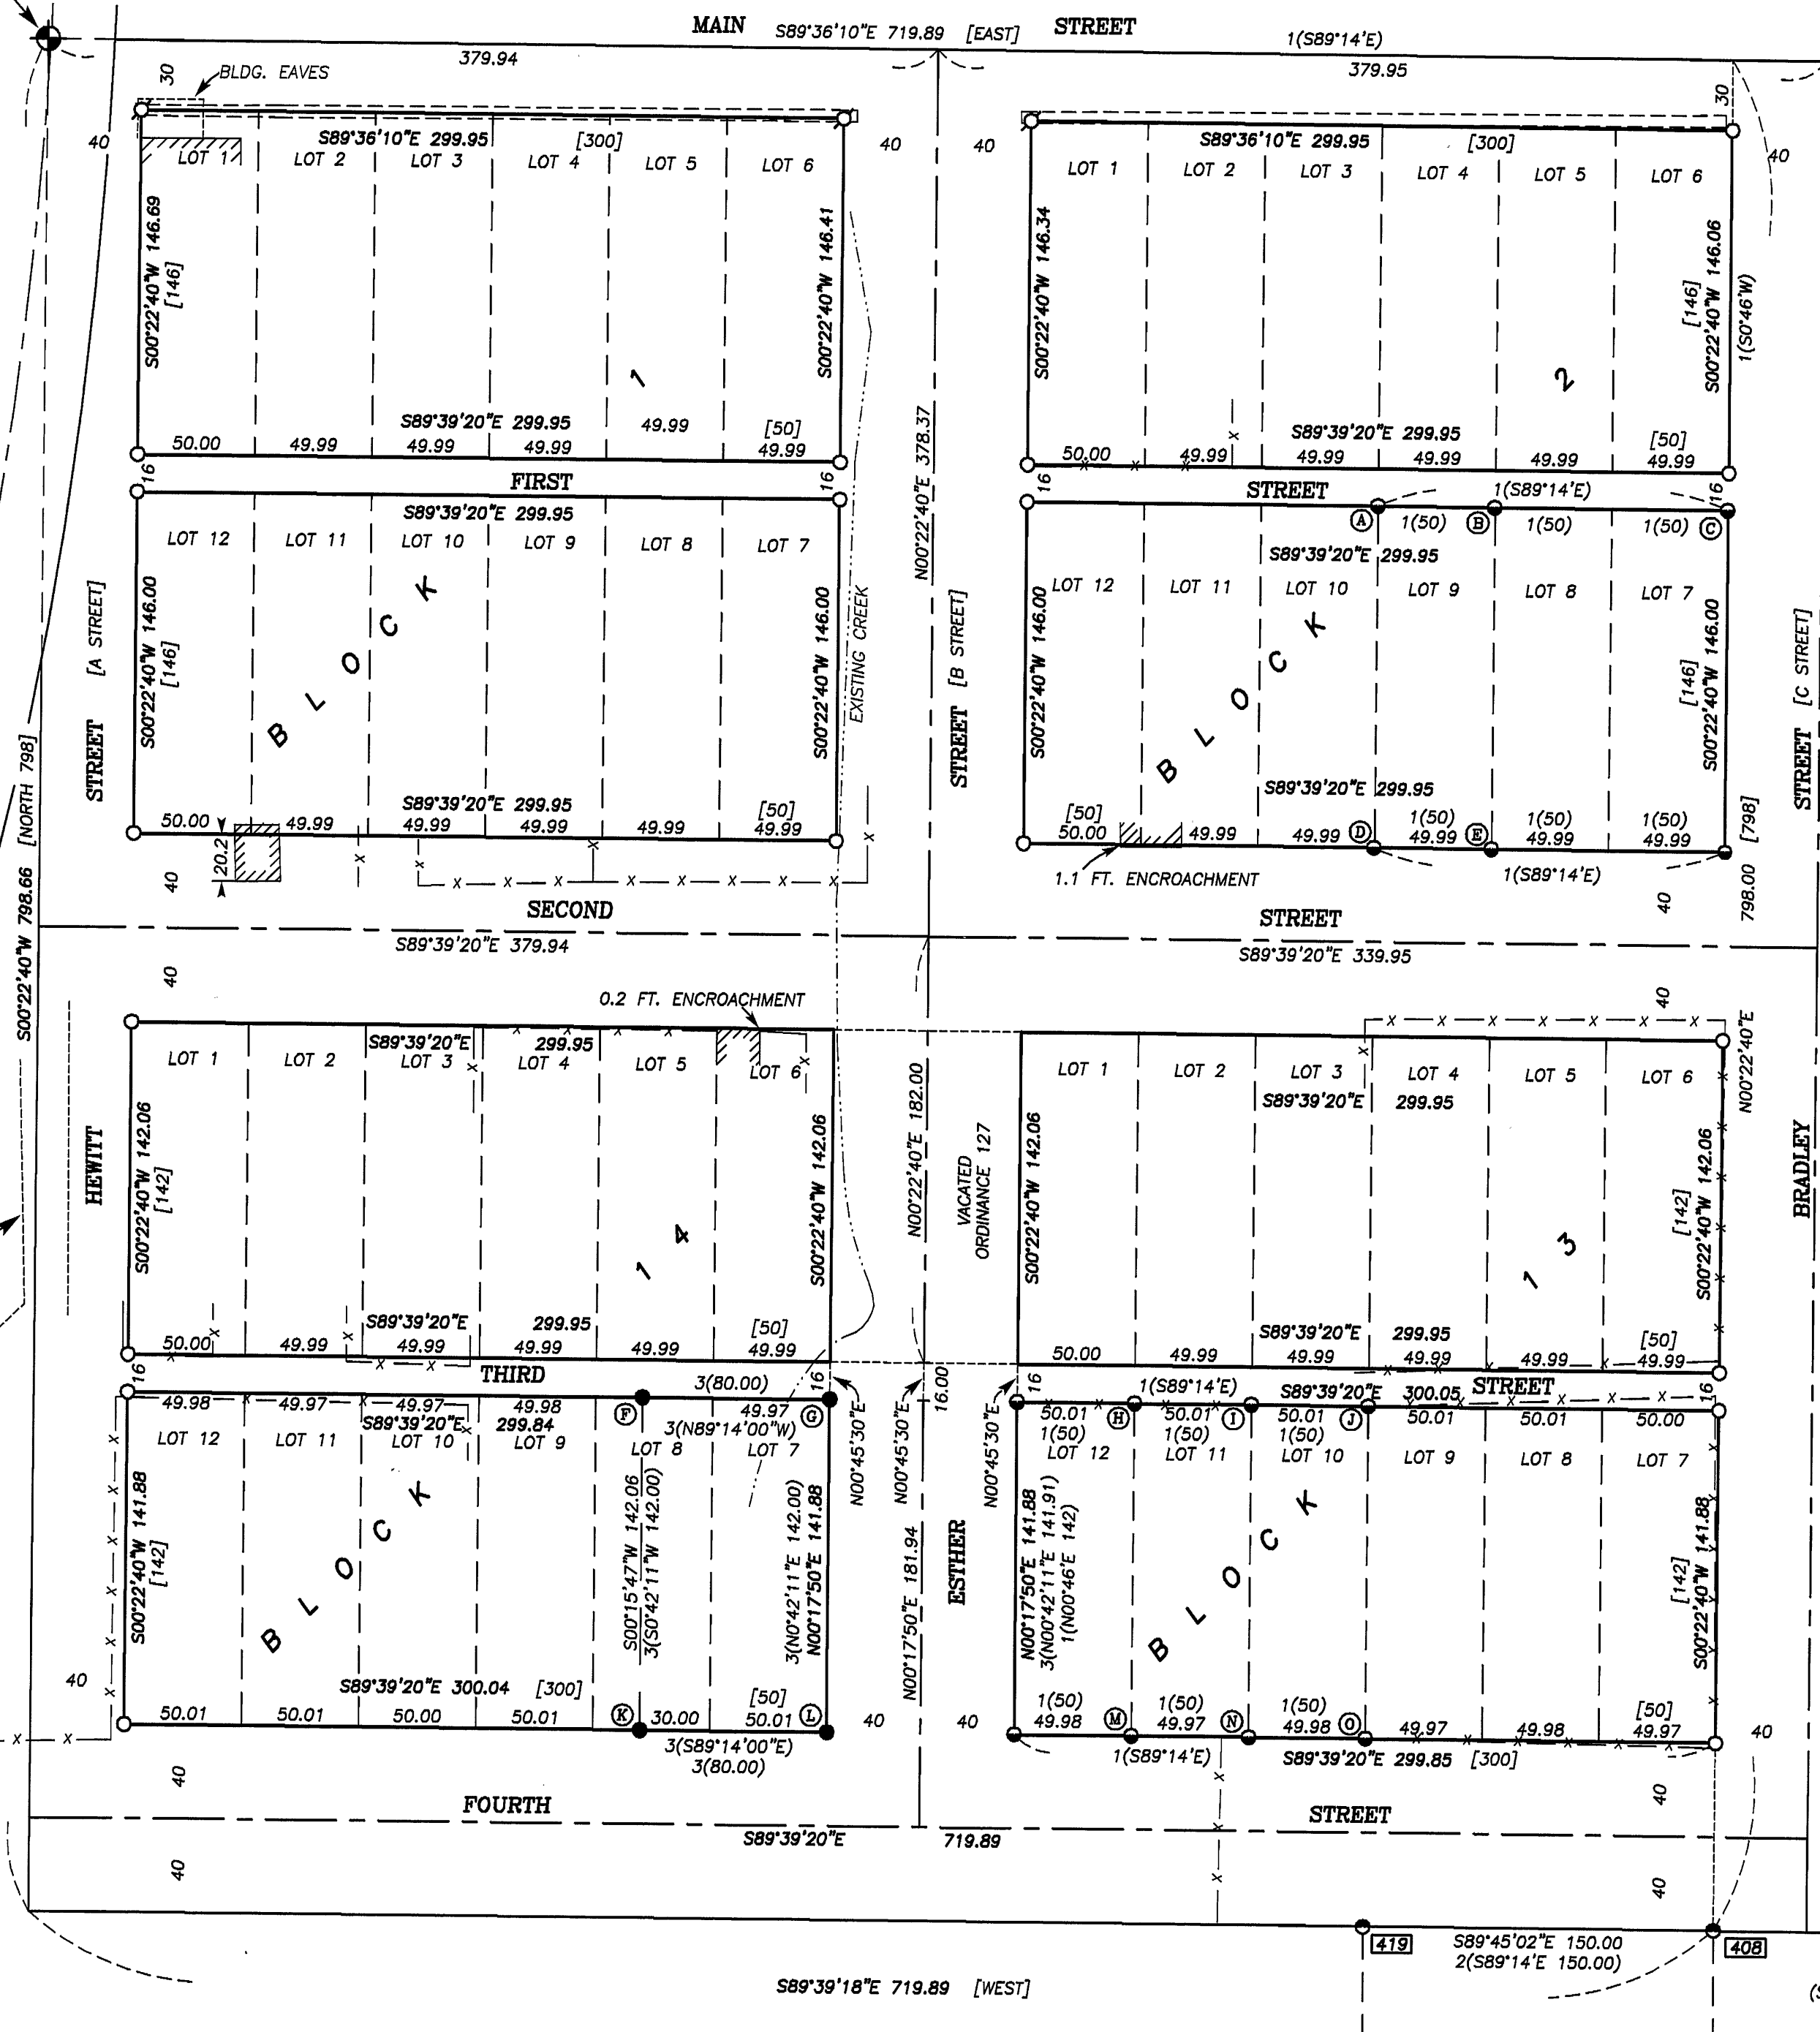 MAIN S89°36'10"E 719.89 [EAST] STREET 1(S89°14'E)
379.94 379.95
30 BLDG. EAVES 30
40 S89°36'10"E 299.95 [300] 40 40 S89°36'10"E 299.95 [300] 40
LOT 1 LOT 2 LOT 3 LOT 4 LOT 5 LOT 6 LOT 1 LOT 2 LOT 3 LOT 4 LOT 5 LOT 6
S00°22'40"W 146.69
[146]
S00°22'40"W 146.41
S00°22'40"W 146.34
[146]
S00°22'40"W 146.06
1(S0°46'W)
1 2
S89°39'20"E 299.95 [50] S89°39'20"E 299.95 [50]
50.00 49.99 49.99 49.99 49.99 49.99 50.00 49.99 49.99 49.99 49.99 49.99
N00°22'40"E 378.37
16 FIRST 16 16 STREET 1(S89°14'E) 16
S89°39'20"E 299.95 A 1(50) B 1(50) 1(50) C
S89°39'20"E 299.95
LOT 12 LOT 11 LOT 10 LOT 9 LOT 8 LOT 7 LOT 12 LOT 11 LOT 10 LOT 9 LOT 8 LOT 7
STREET [A STREET]
S00°22'40"W 146.00
[146]
BLOCK
S00°22'40"W 146.00
EXISTING CREEK
STREET [B STREET]
S00°22'40"W 146.00
BLOCK
[146]
S00°22'40"W 146.00
STREET [C STREET]
S89°39'20"E 299.95 [50] [50] S89°39'20"E 299.95 1(50) 1(50) 1(50)
50.00 49.99 49.99 49.99 49.99 49.99 50.00 49.99 49.99 D 49.99 E 49.99 49.99
20.2
40 1.1 FT. ENCROACHMENT 1(S89°14'E) 40
798.00 [798]
S00°22'40"W 798.66 [NORTH 798]
SECOND STREET
S89°39'20"E 379.94 S89°39'20"E 339.95
40 0.2 FT. ENCROACHMENT 40
S89°39'20"E 299.95
LOT 1 LOT 2 LOT 3 LOT 4 LOT 5 LOT 6 LOT 1 LOT 2 LOT 3 LOT 4 LOT 5 LOT 6
S89°39'20"E 299.95
N00°22'40"E
HEWITT
S00°22'40"W 142.06
[142]
S00°22'40"W 142.06
N00°22'40"E 182.00
VACATED
ORDINANCE 127
S00°22'40"W 142.06
[142]
S00°22'40"W 142.06
BRADLEY
14 13
S89°39'20"E 299.95 [50] S89°39'20"E 299.95 [50]
50.00 49.99 49.99 49.99 49.99 49.99 50.00 49.99 49.99 49.99 49.99 49.99
16 THIRD 3(80.00) 16 16.00 16 1(S89°14'E) S89°39'20"E 300.05 STREET 16
49.98 49.97 49.97 49.98 F 49.97 G 50.01 H 50.01 I 50.01 J 50.01 50.01 50.00
S89°39'20"E 299.84 3(N89°14'00"W) 1(50) 1(50) 1(50)
LOT 12 LOT 11 LOT 10 LOT 9 LOT 8 LOT 7 LOT 12 LOT 11 LOT 10 LOT 9 LOT 8 LOT 7
S00°22'40"W 141.88
[142]
BLOCK
S00°15'47"W 142.06
3(S0°42'11"W 142.00)
3(N0°42'11"E 142.00)
N00°17'50"E 141.88
N00°45'30"E
N00°45'30"E
N00°17'50"E 181.94
ESTHER
N00°45'30"E
N00°17'50"E 141.88
3(N00°42'11"E 141.91)
1(N00°46'E 142)
BLOCK
[142]
S00°22'40"W 141.88
40 S89°39'20"E 300.04 [300] [50] 1(50) 1(50) 1(50) [50]
50.01 50.01 50.00 50.01 K 30.00 50.01 L 40 40 49.98 M 49.97 N 49.98 O 49.97 49.98 49.97 40
3(S89°14'00"E) 1(S89°14'E) S89°39'20"E 299.85 [300]
3(80.00)
40 40
FOURTH STREET
S89°39'20"E 719.89
40 40
419 S89°45'02"E 150.00 408
2(S89°14'E 150.00)
S89°39'18"E 719.89 [WEST]